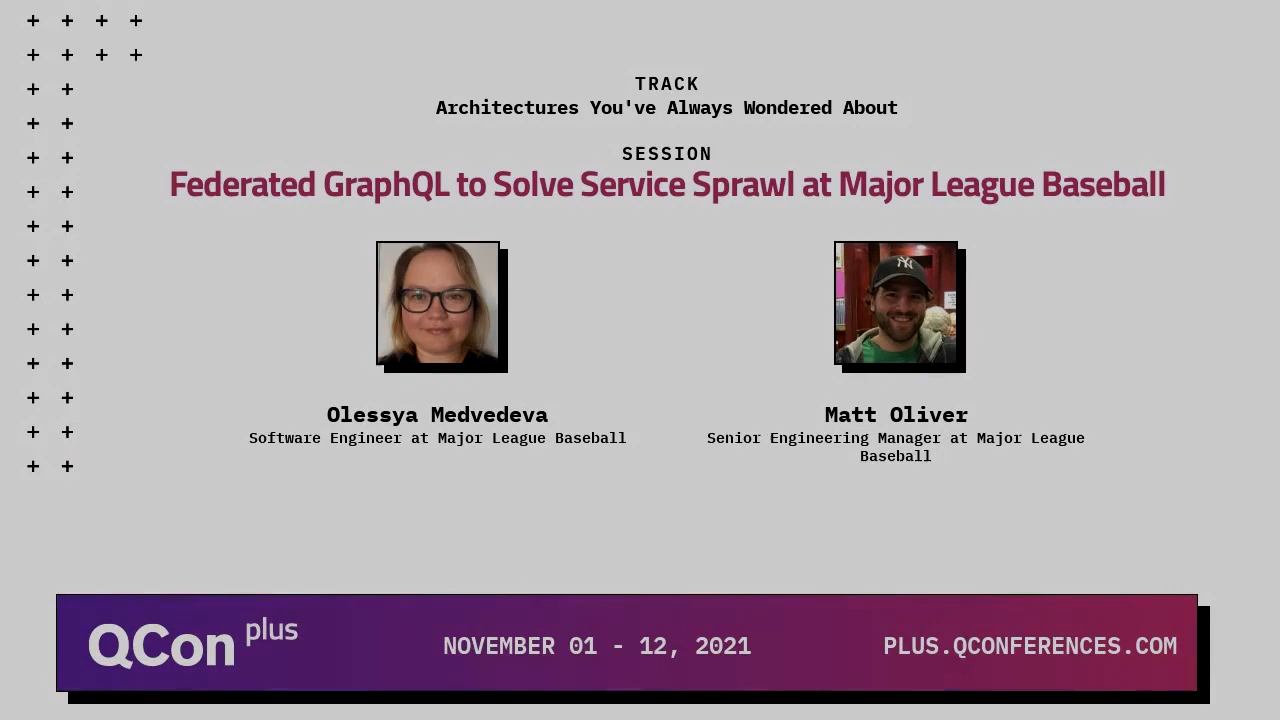 TRACK
Architectures You've Always Wondered About
SESSION
Federated GraphQL to Solve Service Sprawl at Major League Baseball
Olessya Medvedeva
Software Engineer at Major League Baseball
Matt Oliver
Senior Engineering Manager at Major League
Baseball
QCon plus
NOVEMBER 01 - 12, 2021
PLUS.QCONFERENCES.COM